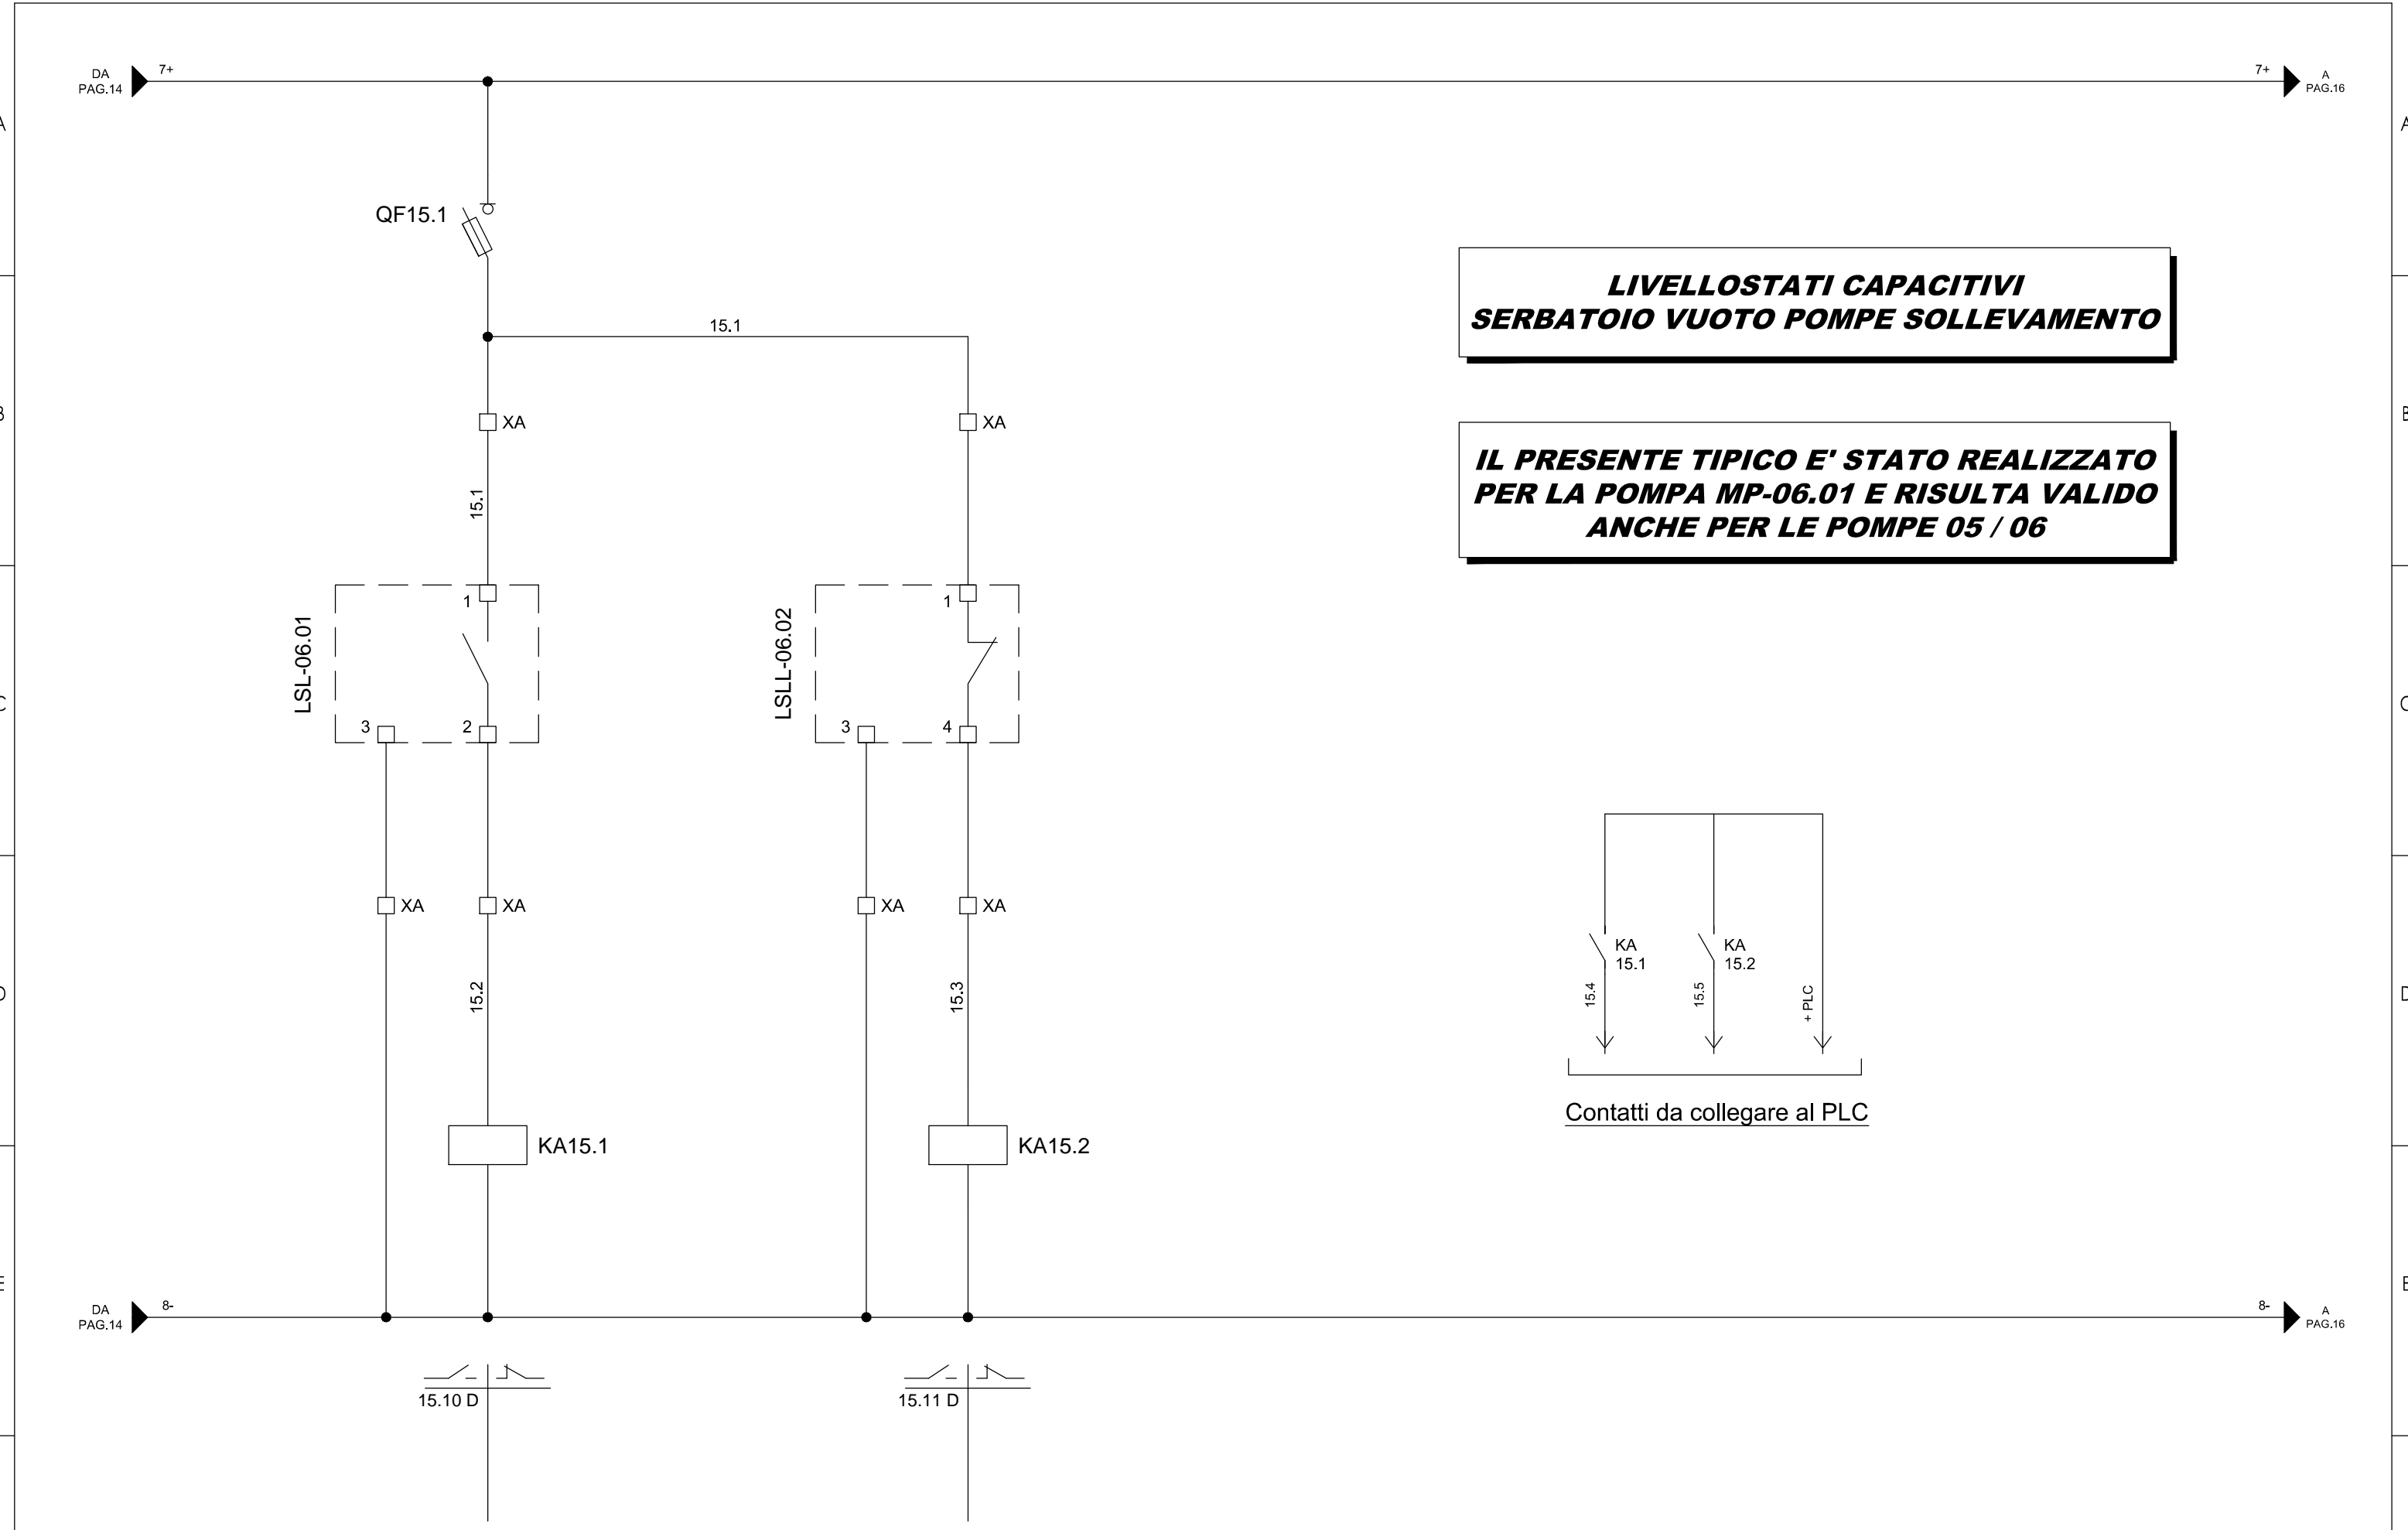 DA
PAG.14
7+
7+
A
PAG.16
A
A
QF15.1
LIVELLOSTATI CAPACITIVI
SERBATOIO VUOTO POMPE SOLLEVAMENTO
15.1
B
B
XA
XA
IL PRESENTE TIPICO E' STATO REALIZZATO
PER LA POMPA MP-06.01 E RISULTA VALIDO
ANCHE PER LE POMPE 05 / 06
15.1
1
1
LSL-06.01
LSLL-06.02
C
C
3
2
3
4
XA
XA
XA
XA
KA
15.1
KA
15.2
15.2
15.3
15.4
15.5
+ PLC
D
D
Contatti da collegare al PLC
KA15.1
KA15.2
E
E
DA
PAG.14
8-
8-
A
PAG.16
15.10 D
15.11 D